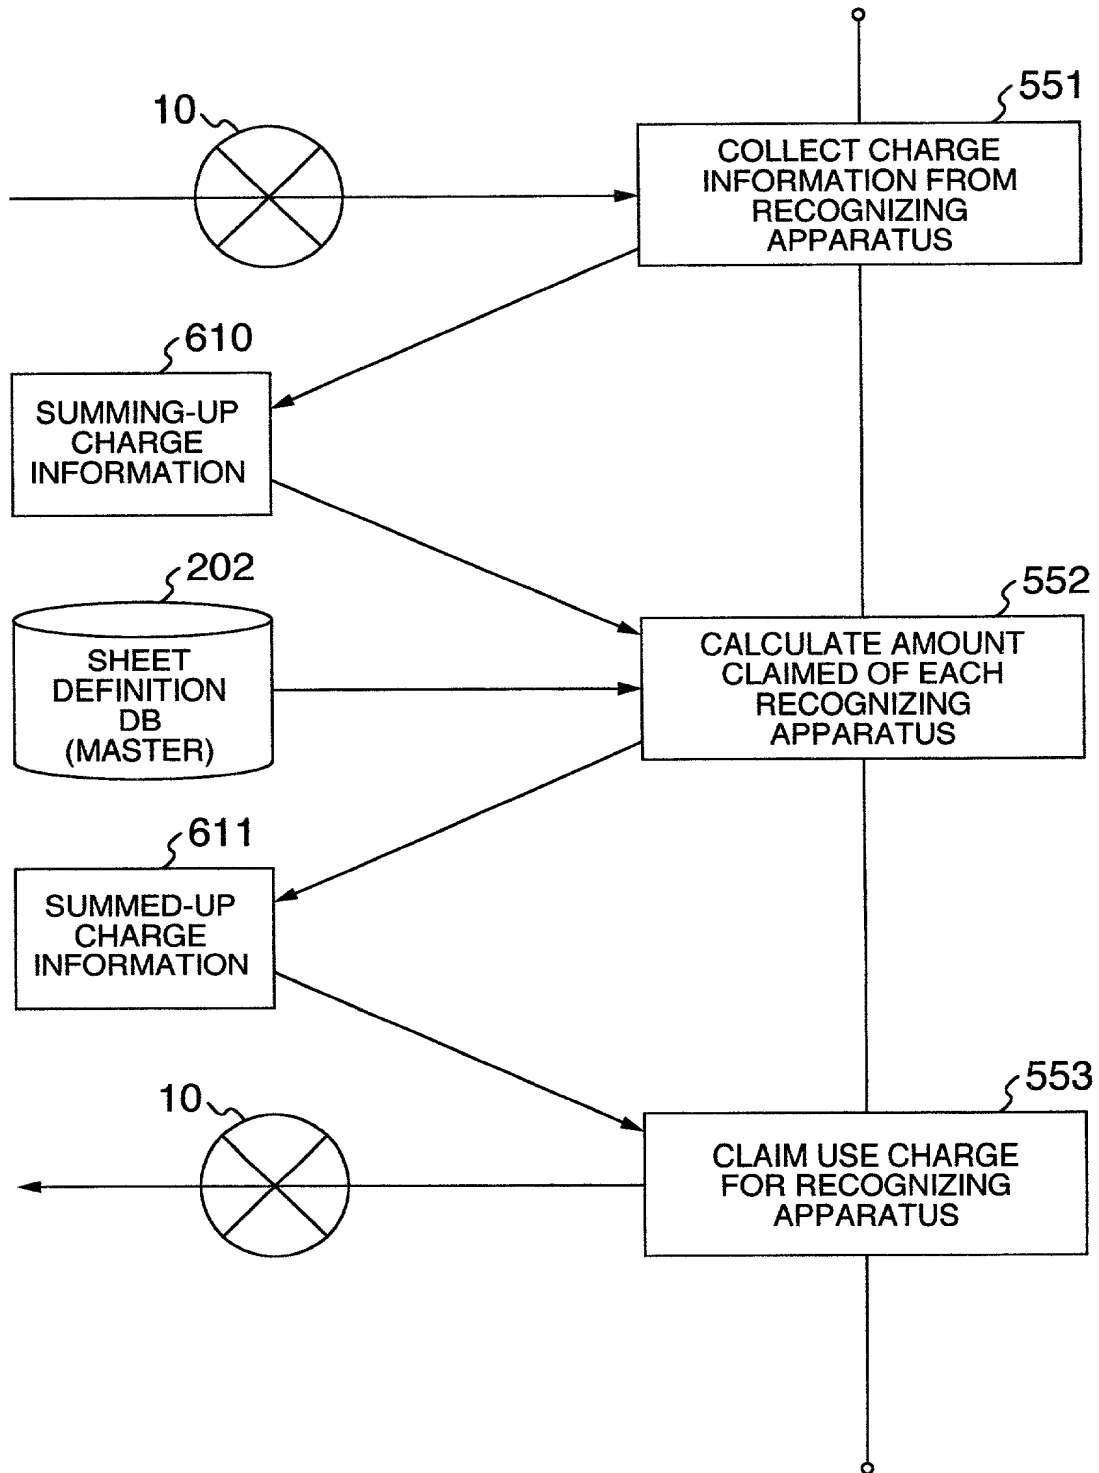 10
551
COLLECT CHARGE
INFORMATION FROM
RECOGNIZING
APPARATUS
610
SUMMING-UP
CHARGE
INFORMATION
202
SHEET
DEFINITION
DB
(MASTER)
552
CALCULATE AMOUNT
CLAIMED OF EACH
RECOGNIZING
APPARATUS
611
SUMMED-UP
CHARGE
INFORMATION
10
553
CLAIM USE CHARGE
FOR RECOGNIZING
APPARATUS